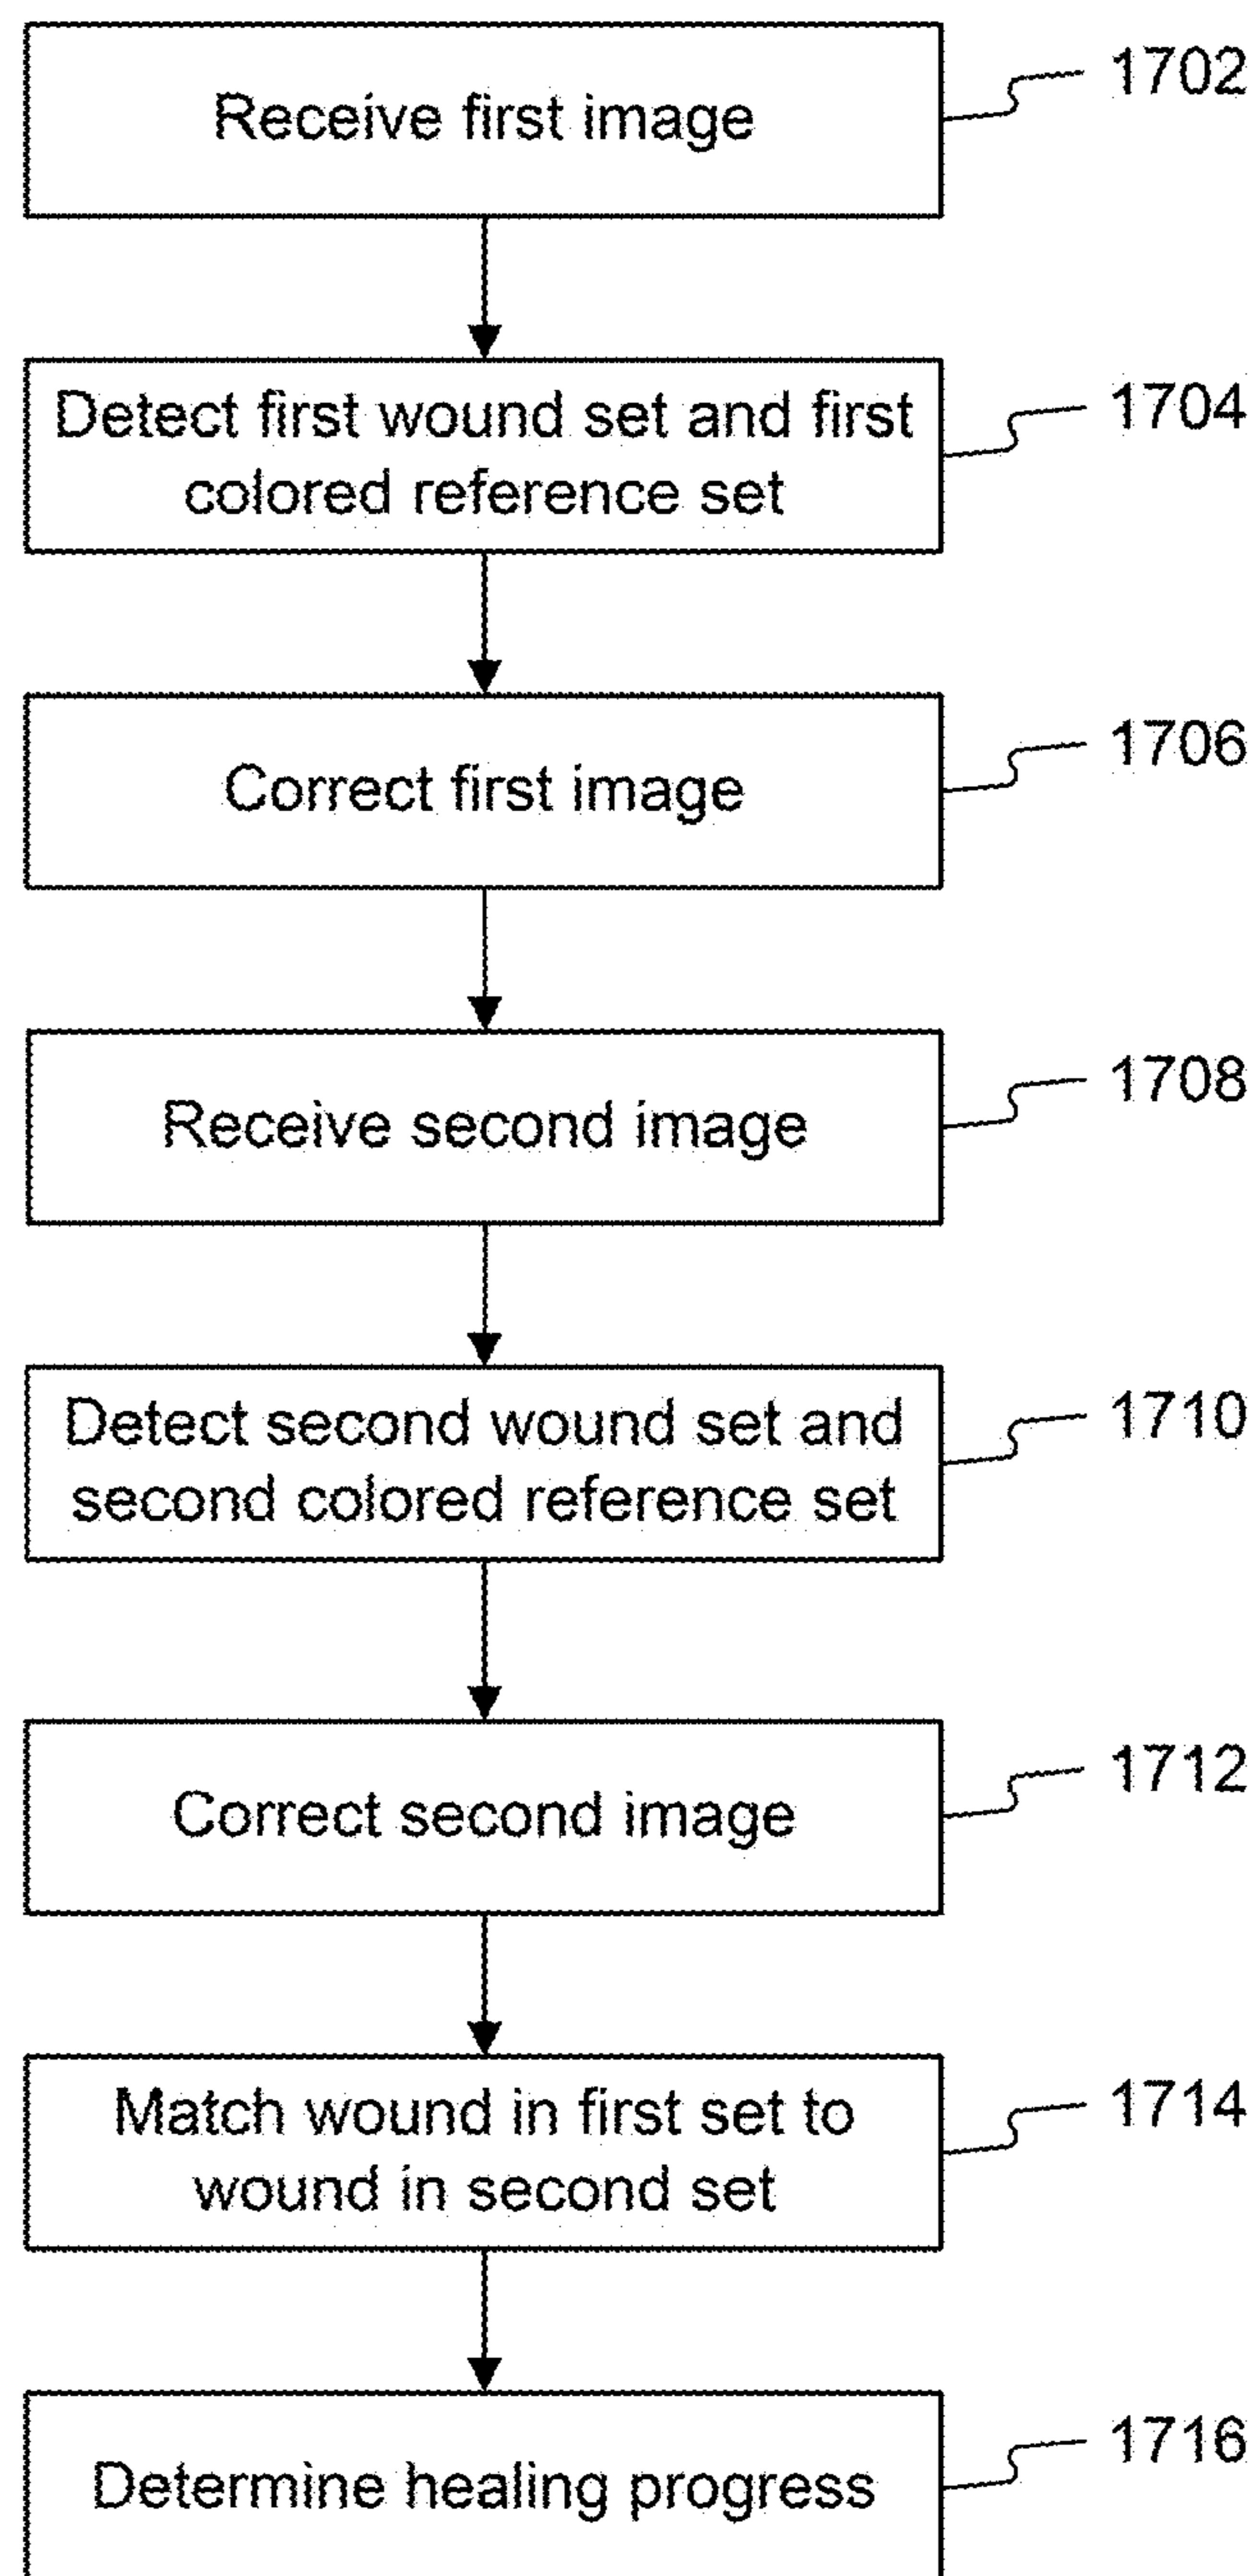 Receive first image
1702
Detect first wound set and first
colored reference set
1704
Correct first image
1706
Receive second image
1708
Detect second wound set and
second colored reference set
1710
Correct second image
1712
Match wound in first set to
wound in second set
1714
Determine healing progress
1716